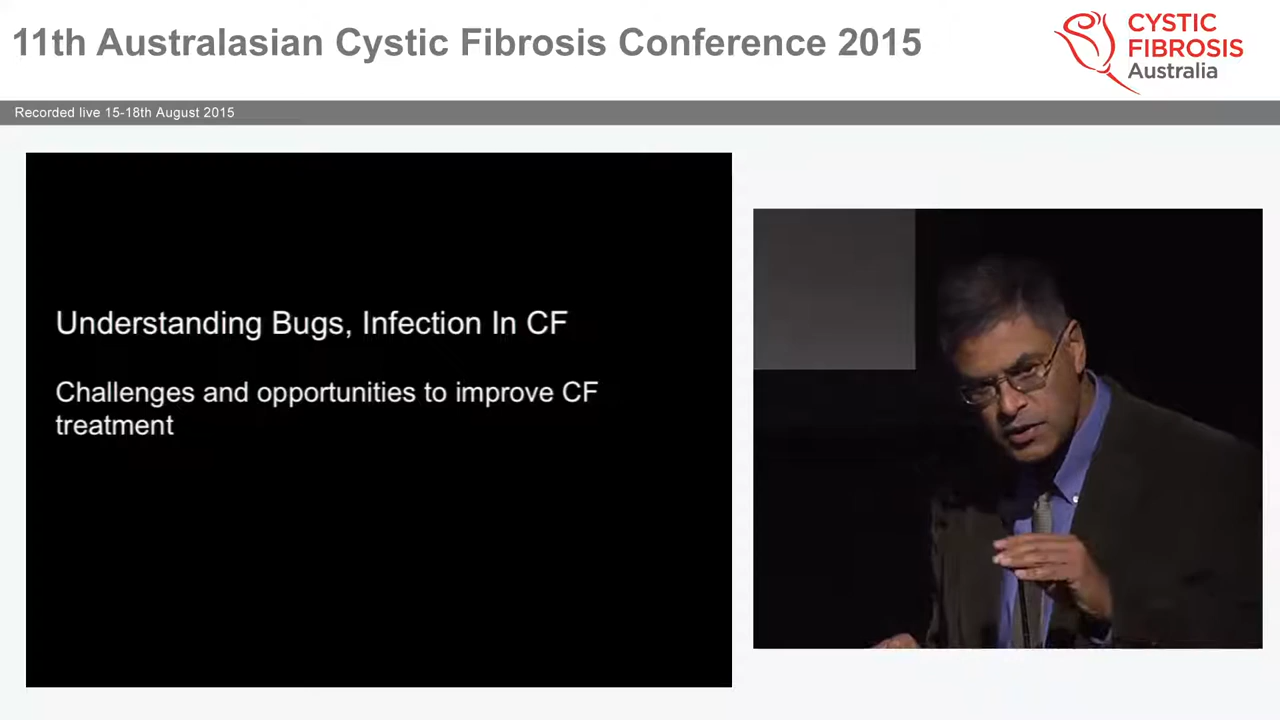 11th Australasian Cystic Fibrosis Conference 2015
CYSTIC
FIBROSIS
Australia
Recorded live 15-18th August 2015
Understanding Bugs, Infection In CF
Challenges and opportunities to improve CF
treatment